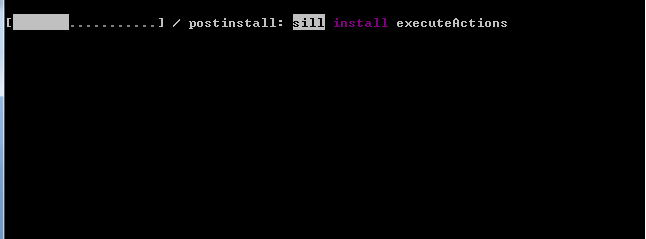 [       ...........] / postinstall: sill install executeActions